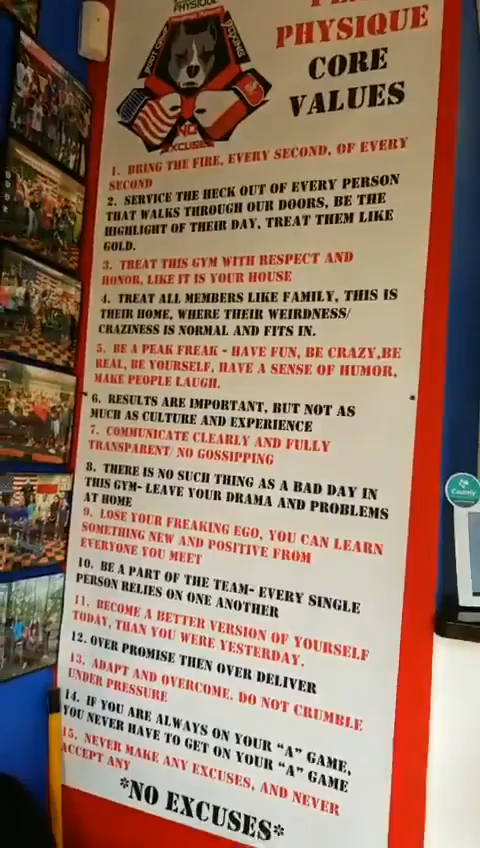 PHYSIQUE
PHYSIQUE
BOXING
CORE
VALUES
NO
EXCUSES
1. BRING THE FIRE, EVERY SECOND, OF EVERY
SECOND
2. SERVICE THE HECK OUT OF EVERY PERSON
THAT WALKS THROUGH OUR DOORS, BE THE
HIGHLIGHT OF THEIR DAY, TREAT THEM LIKE
GOLD.
3. TREAT THIS GYM WITH RESPECT AND
HONOR, LIKE IT IS YOUR HOUSE
4. TREAT ALL MEMBERS LIKE FAMILY, THIS IS
THEIR HOME, WHERE THEIR WEIRDNESS/
CRAZINESS IS NORMAL AND FITS IN.
5. BE A PEAK FREAK - HAVE FUN, BE CRAZY,BE
REAL, BE YOURSELF, HAVE A SENSE OF HUMOR,
MAKE PEOPLE LAUGH.
6. RESULTS ARE IMPORTANT, BUT NOT AS
MUCH AS CULTURE AND EXPERIENCE
7. COMMUNICATE CLEARLY AND FULLY
TRANSPARENT/ NO GOSSIPPING
8. THERE IS NO SUCH THING AS A BAD DAY IN
THIS GYM- LEAVE YOUR DRAMA AND PROBLEMS
AT HOME
9. LOSE YOUR FREAKING EGO, YOU CAN LEARN
SOMETHING NEW AND POSITIVE FROM
EVERYONE YOU MEET
10. BE A PART OF THE TEAM- EVERY SINGLE
PERSON RELIES ON ONE ANOTHER
11. BECOME A BETTER VERSION OF YOURSELF
TODAY, THAN YOU WERE YESTERDAY.
12. OVER PROMISE THEN OVER DELIVER
13. ADAPT AND OVERCOME. DO NOT CRUMBLE
UNDER PRESSURE
14. IF YOU ARE ALWAYS ON YOUR "A" GAME,
YOU NEVER HAVE TO GET ON YOUR "A" GAME
15. NEVER MAKE ANY EXCUSES, AND NEVER
ACCEPT ANY
*NO EXCUSES*